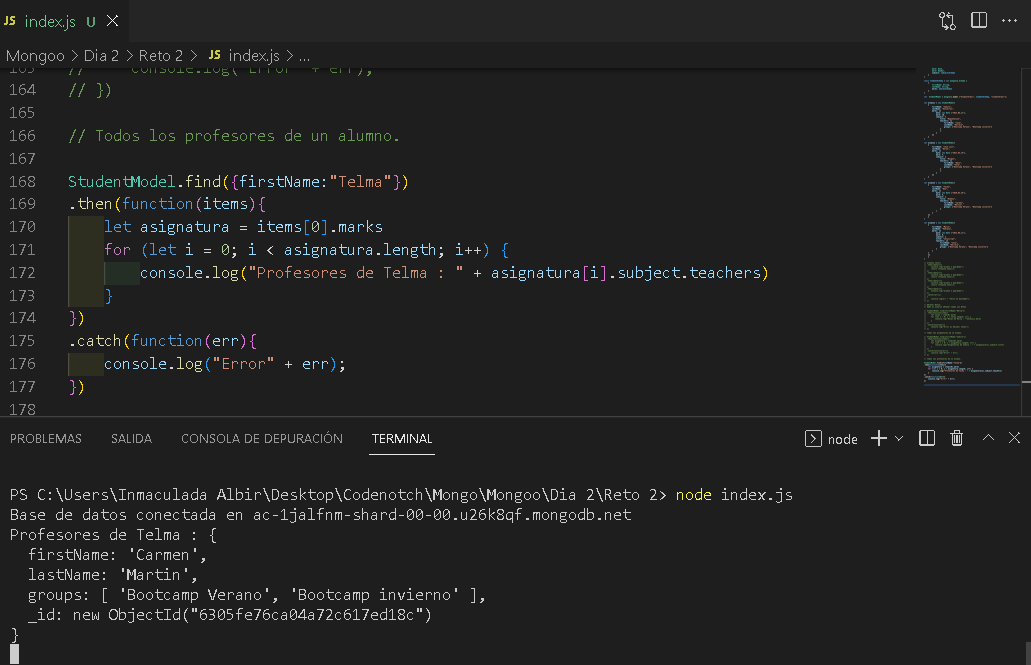 JS index.js U
Mongoo > Dia 2 > Reto 2 > JS index.js > ...
163 // console.log("Error" + err);
164 // })
165
166 // Todos los profesores de un alumno.
167
168 StudentModel.find({firstName:"Telma"})
169 .then(function(items){
170 let asignatura = items[0].marks
171 for (let i = 0; i < asignatura.length; i++) {
172 console.log("Profesores de Telma : " + asignatura[i].subject.teachers)
173 }
174 })
175 .catch(function(err){
176 console.log("Error" + err);
177 })
178
PROBLEMAS SALIDA CONSOLA DE DEPURACIÓN TERMINAL node
PS C:\Users\Inmaculada Albir\Desktop\Codenotch\Mongo\Mongoo\Dia 2\Reto 2> node index.js
Base de datos conectada en ac-1jalfnm-shard-00-00.u26k8qf.mongodb.net
Profesores de Telma : {
firstName: 'Carmen',
lastName: 'Martin',
groups: [ 'Bootcamp Verano', 'Bootcamp invierno' ],
_id: new ObjectId("6305fe76ca04a72c617ed18c")
}